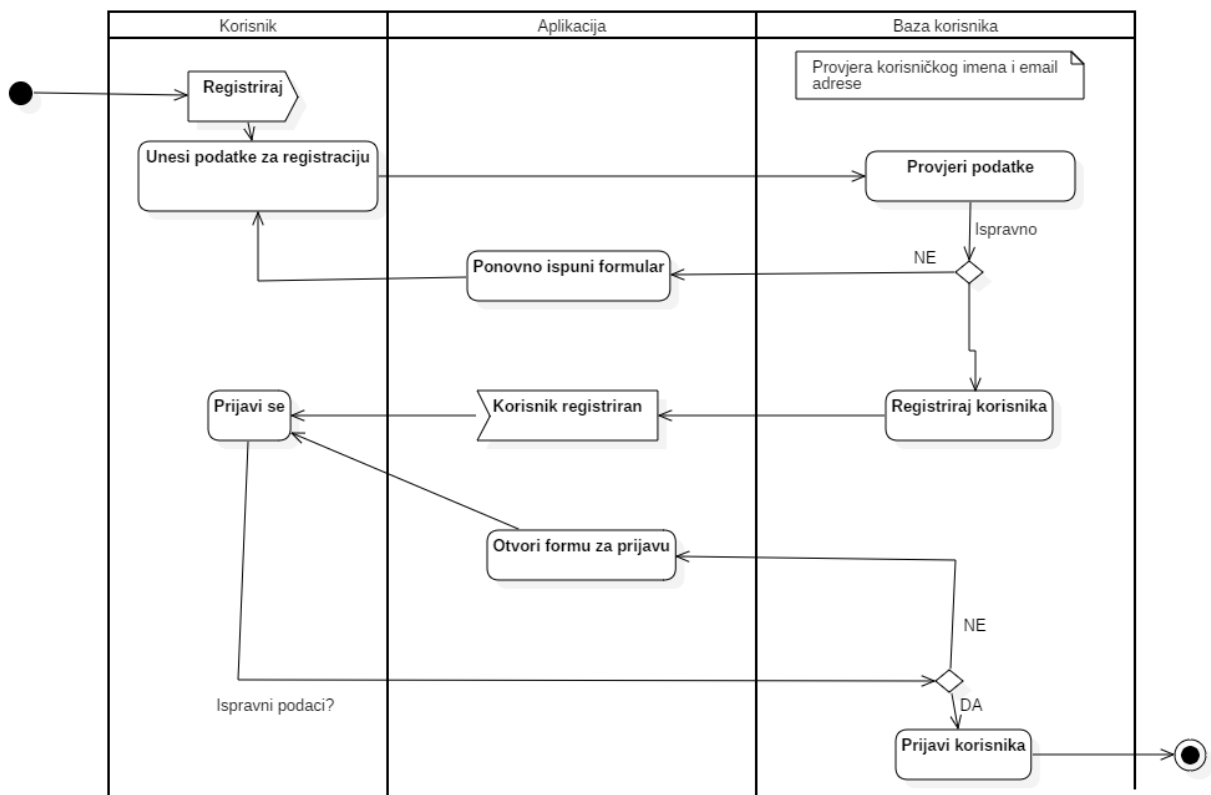 Korisnik
Aplikacija
Baza korisnika
Registriraj
Provjera korisničkog imena i email
adrese
Unesi podatke za registraciju
Provjeri podatke
Ispravno
NE
Ponovno ispuni formular
Prijavi se
Korisnik registriran
Registriraj korisnika
Otvori formu za prijavu
NE
Ispravni podaci?
DA
Prijavi korisnika